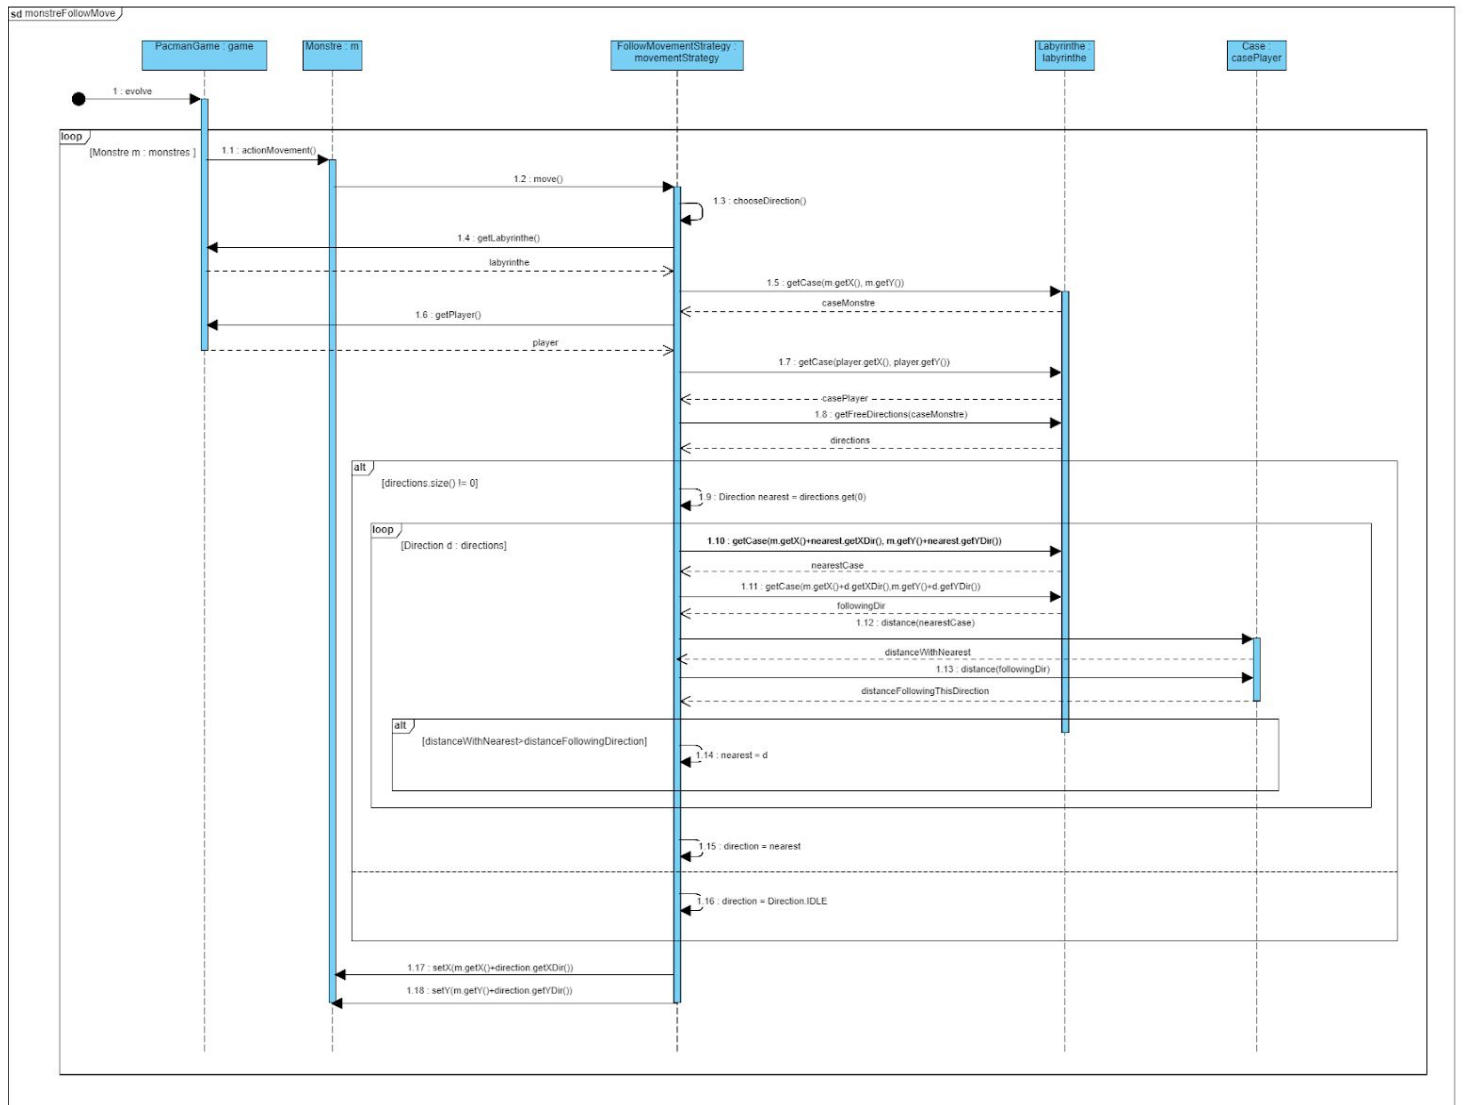 sd monstreFollowMove
PacmanGame : game
Monstre : m
FollowMovementStrategy :
movementStrategy
Labyrinthe :
labyrinthe
Case :
casePlayer
1 : evolve
loop
[Monstre m : monstres ]
1.1 : actionMovement()
1.2 : move()
1.3 : chooseDirection()
1.4 : getLabyrinthe()
labyrinthe
1.5 : getCase(m.getX(), m.getY())
caseMonstre
1.6 : getPlayer()
player
1.7 : getCase(player.getX(), player.getY())
casePlayer
1.8 : getFreeDirections(caseMonstre)
directions
alt
[directions.size() != 0]
1.9 : Direction nearest = directions.get(0)
loop
[Direction d : directions]
1.10 : getCase(m.getX()+nearest.getXDir(), m.getY()+nearest.getYDir())
nearestCase
1.11 : getCase(m.getX()+d.getXDir(),m.getY()+d.getYDir())
followingDir
1.12 : distance(nearestCase)
distanceWithNearest
1.13 : distance(followingDir)
distanceFollowingThisDirection
alt
[distanceWithNearest>distanceFollowingDirection]
1.14 : nearest = d
1.15 : direction = nearest
1.16 : direction = Direction.IDLE
1.17 : setX(m.getX()+direction.getXDir())
1.18 : setY(m.getY()+direction.getYDir())